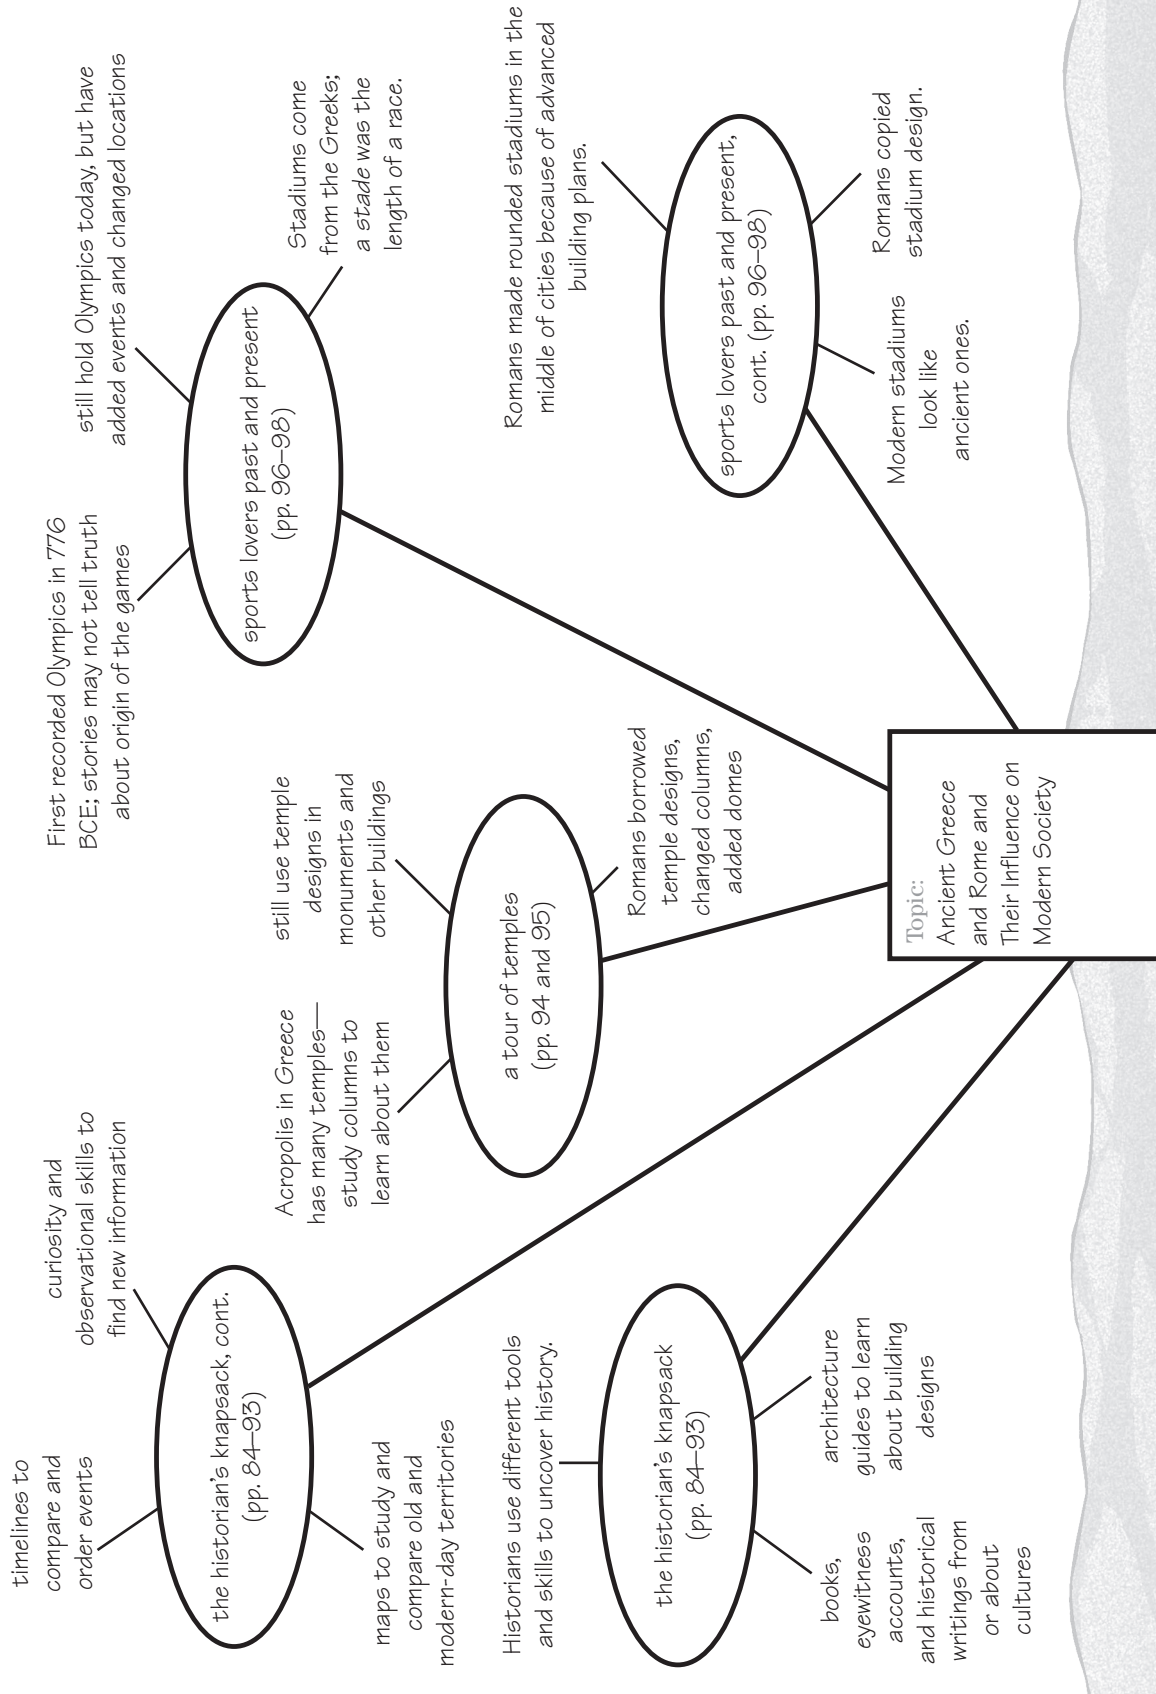 timelines to
compare and
order events
curiosity and
observational skills to
find new information
the historian's knapsack, cont.
(pp. 84–93)
maps to study and
compare old and
modern-day territories
Historians use different tools
and skills to uncover history.
the historian's knapsack
(pp. 84–93)
books,
eyewitness
accounts,
and historical
writings from
or about
cultures
architecture
guides to learn
about building
designs
Acropolis in Greece
has many temples—
study columns to
learn about them
still use temple
designs in
monuments and
other buildings
a tour of temples
(pp. 94 and 95)
Romans borrowed
temple designs,
changed columns,
added domes
First recorded Olympics in 776
BCE; stories may not tell truth
about origin of the games
still hold Olympics today, but have
added events and changed locations
sports lovers past and present
(pp. 96–98)
Stadiums come
from the Greeks;
a stade was the
length of a race.
Romans made rounded stadiums in the
middle of cities because of advanced
building plans.
sports lovers past and present,
cont. (pp. 96–98)
Modern stadiums
look like
ancient ones.
Romans copied
stadium design.
Topic:
Ancient Greece
and Rome and
Their Influence on
Modern Society